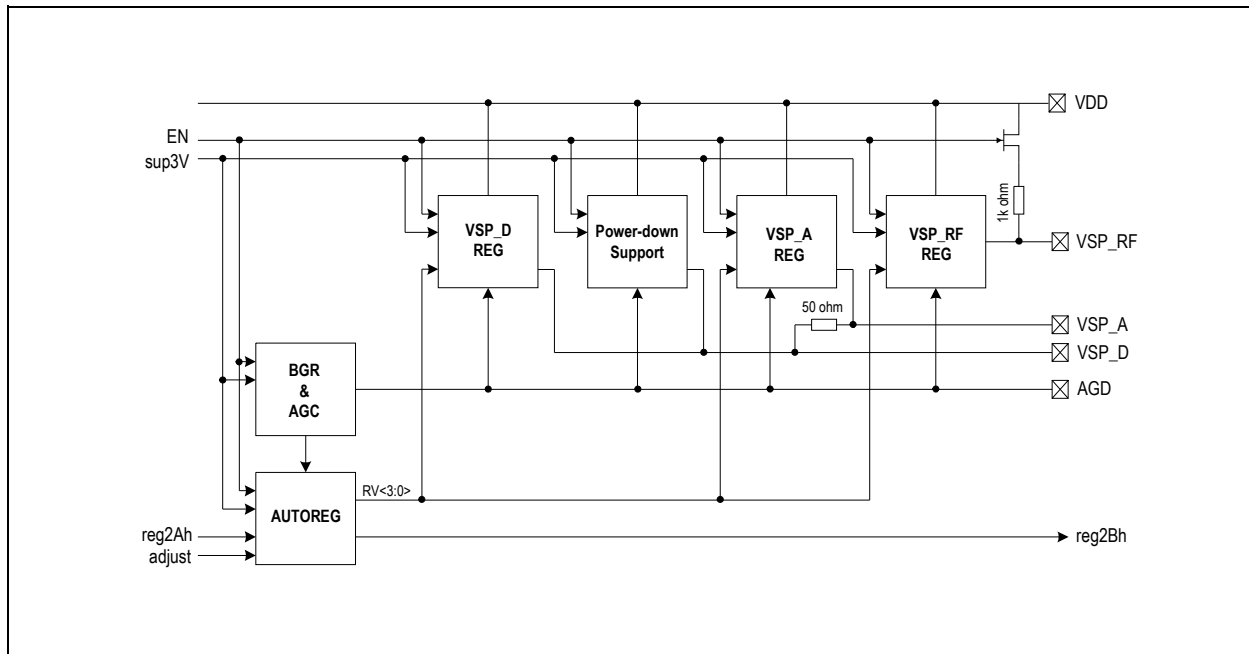 VDD
EN
sup3V
1k ohm
VSP_D
REG
Power-down
Support
VSP_A
REG
VSP_RF
REG
VSP_RF
50 ohm
VSP_A
VSP_D
BGR
&
AGC
AGD
RV<3:0>
AUTOREG
reg2Ah
adjust
reg2Bh